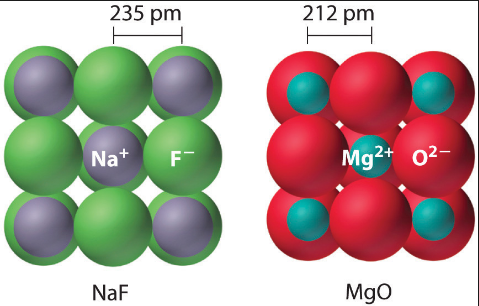 235 pm
212 pm
Na⁺
F⁻
Mg²⁺
O²⁻
NaF
MgO